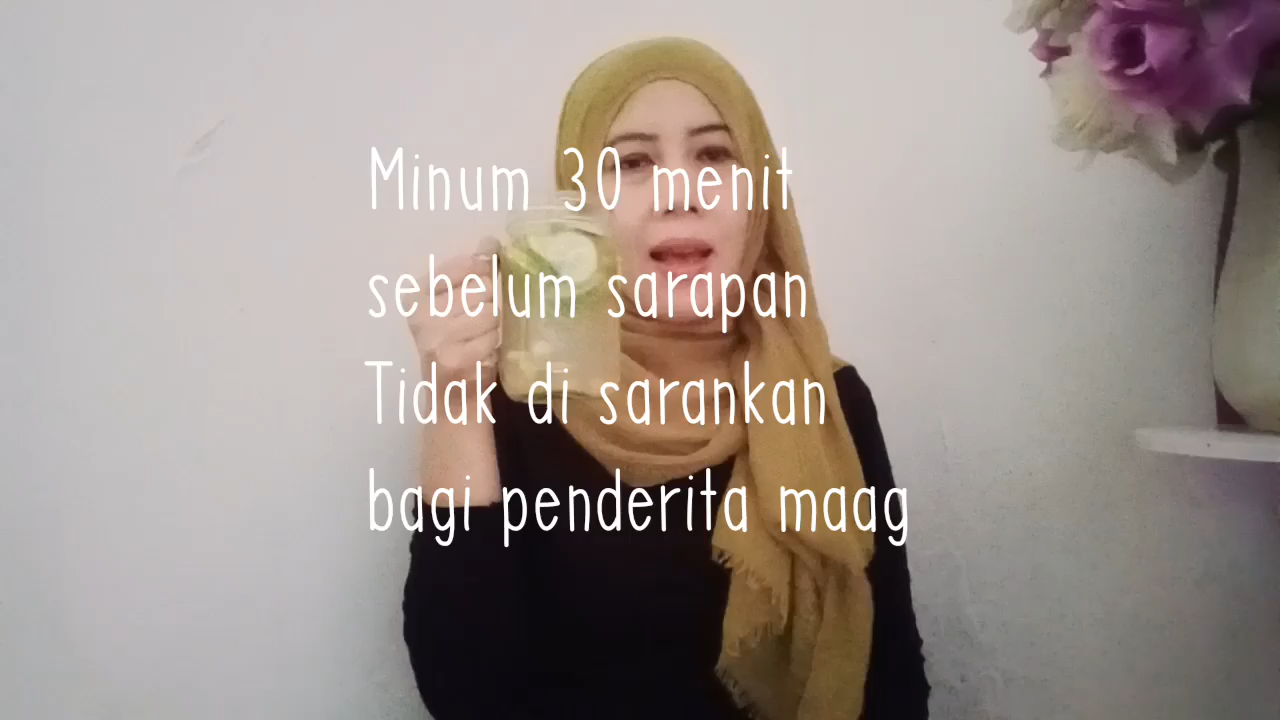 Minum 30 menit
sebelum sarapan
Tidak di sarankan
bagi penderita maag